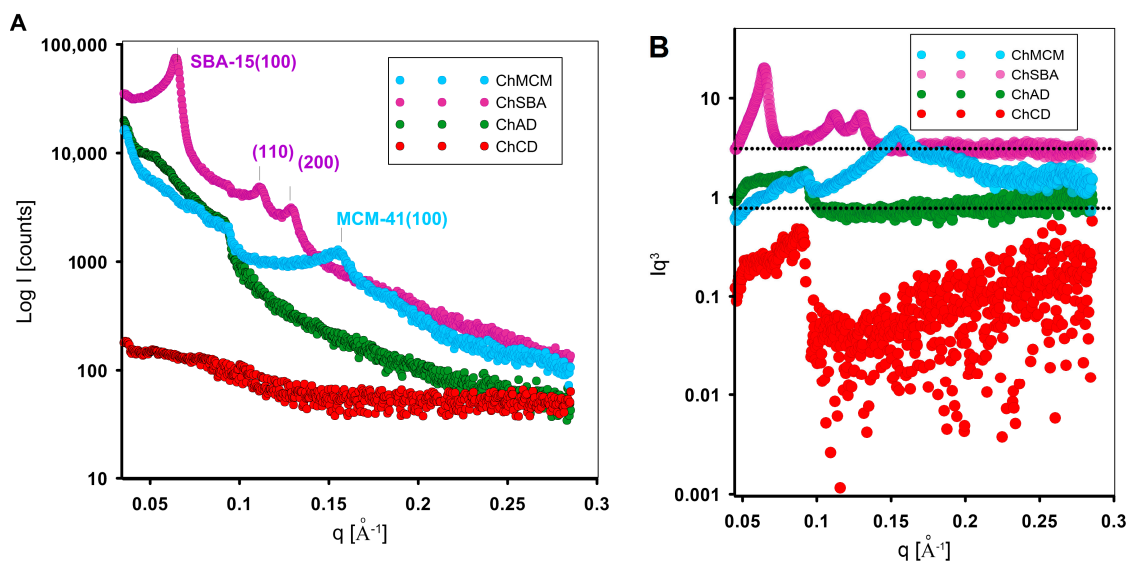 A
100,000
10,000
1000
100
10
Log I [counts]
SBA-15(100)
(110)
(200)
MCM-41(100)
ChMCM
ChSBA
ChAD
ChCD
0.05
0.1
0.15
0.2
0.25
0.3
q [Å-1]
B
10
1
0.1
0.01
0.001
Iq³
ChMCM
ChSBA
ChAD
ChCD
0.05
0.1
0.15
0.2
0.25
0.3
q [Å-1]